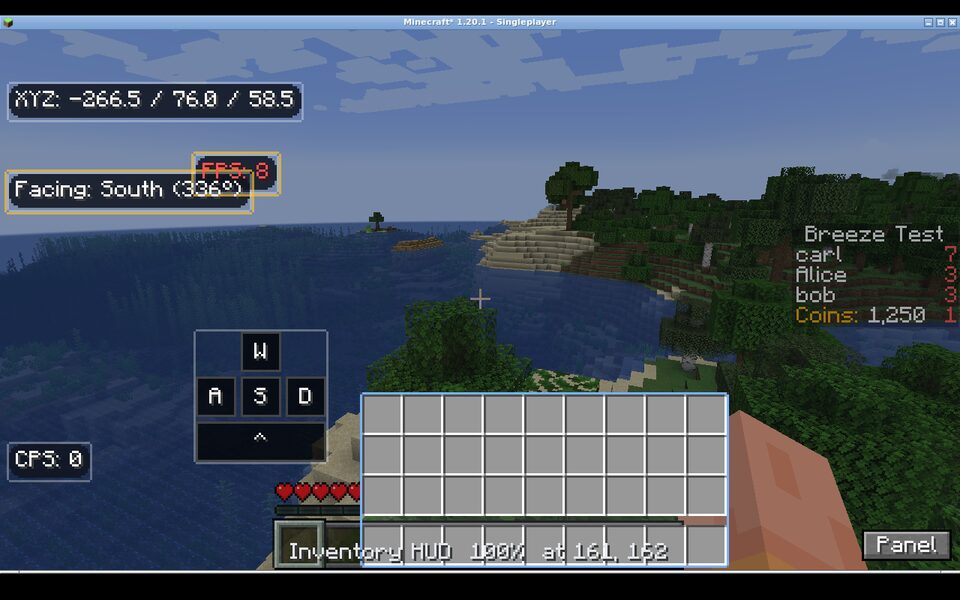 Minecraft* 1.20.1 - Singleplayer
XYZ: -266.5 / 76.0 / 58.5
FPS: 8
Facing: South (336°)
Breeze Test
carl 7
Alice 3
bob 3
Coins: 1,250 1
W
A S D
^
CPS: 0
Inventory HUD 100% at 161, 162
Panel